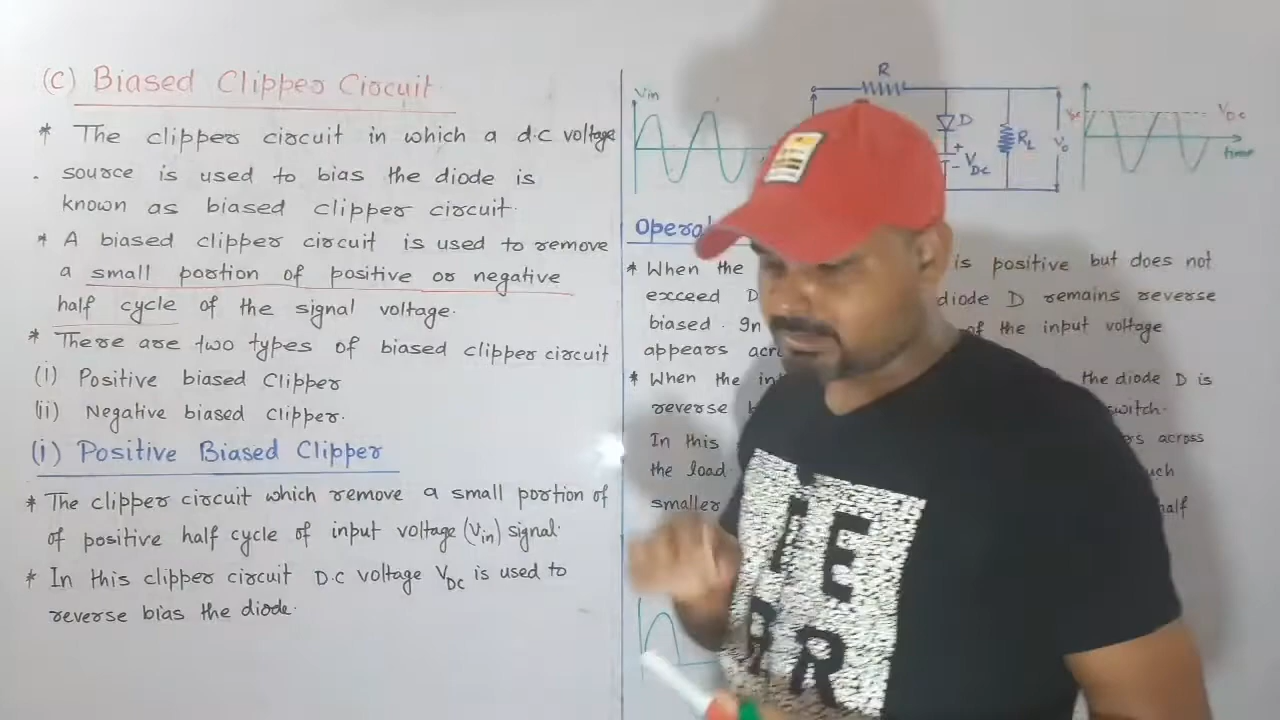 (C) Biased Clipper Circuit
* The clipper circuit in which a d.c voltage
source is used to bias the diode is
known as biased clipper circuit.
* A biased clipper circuit is used to remove
a small portion of positive or negative
half cycle of the signal voltage.
* There are two types of biased clipper circuit
(i) Positive biased Clipper
(ii) Negative biased Clipper.
(i) Positive Biased Clipper
* The clipper circuit which remove a small portion of
of positive half cycle of input voltage (Vin) signal.
* In this clipper circuit D.C voltage VDC is used to
reverse bias the diode.
Vin
R
D
+
- VDC
RL
Vo
VDC
time
* When the is positive but does not
exceed D diode D remains reverse
biased. In of the input voltage
appears
* When the the diode D is
reverse switch.
In this across
the load
smaller half